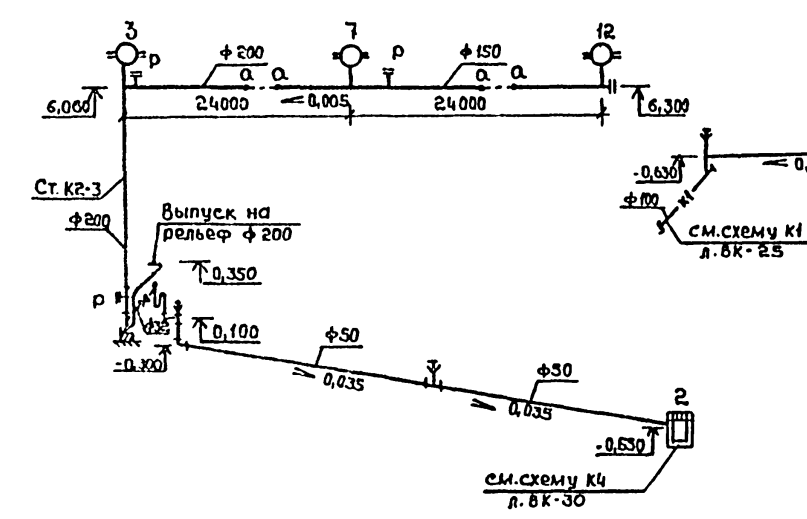 3
7
12
р
ф200
а а
р
ф150
а а
6,060
24000
0,005
24000
6,300
-0,630
0,
Ст. К2-3
ф100
К1
ф200
Выпуск на
рельеф ф200
см.схему К1
л.ВК-25
0,350
р
0,100
ф50
-0,300
0,035
ф50
0,035
2
-0,630
см.схему К4
л.ВК-30